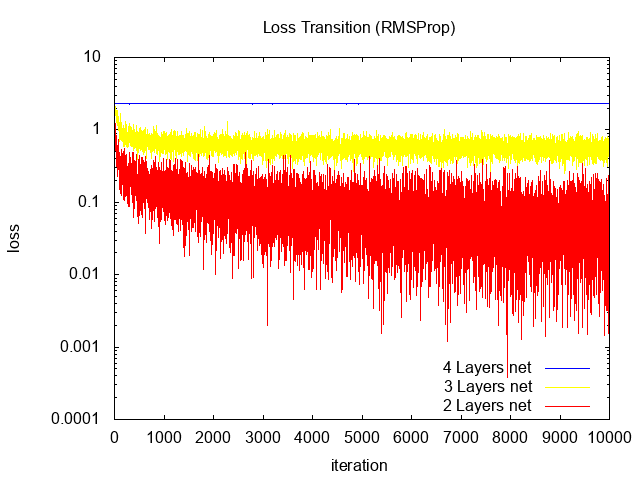 Loss Transition (RMSProp)
10
1
0.1
0.01
0.001
0.0001
loss
4 Layers net
3 Layers net
2 Layers net
0 1000 2000 3000 4000 5000 6000 7000 8000 9000 10000
iteration